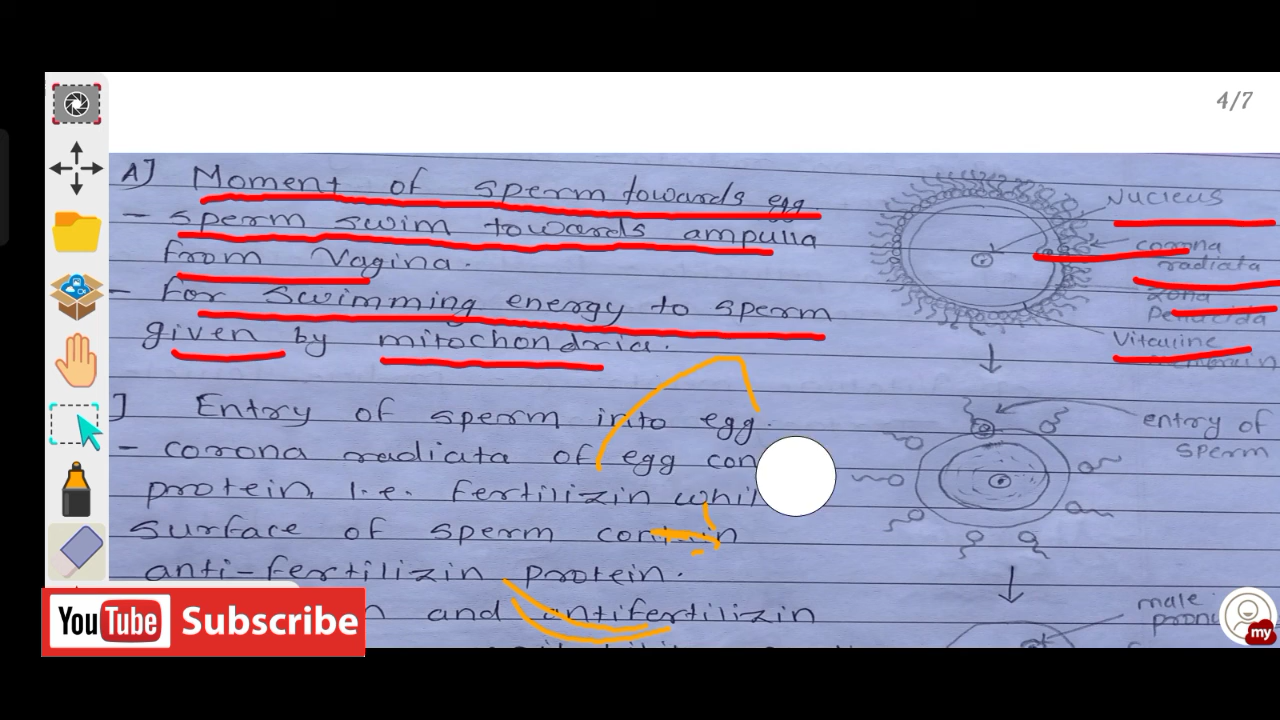 4/7
A] Moment of sperm towards egg.
- sperm swim towards ampulla
from vagina.
- For swimming energy to sperm
given by mitochondria.
] Entry of sperm into egg.
- corona radiata of egg con
protein. I.e. Fertilizin whil
surface of sperm contain
anti-fertilizin protein.
and antifertilizin
Nucleus
corona
radiata
zona
Pellucida
Vitelline
entry of
sperm
male
pronu
YouTube Subscribe
my